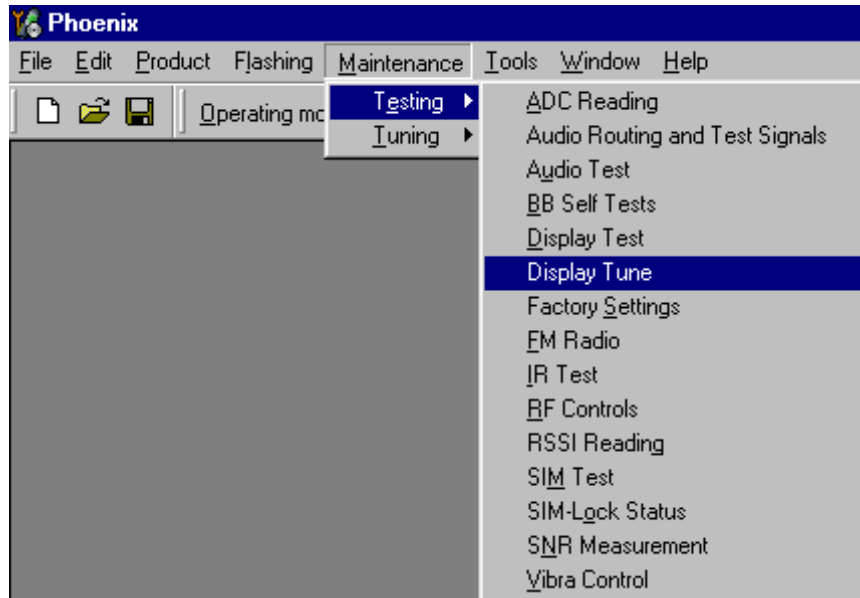 Phoenix
File Edit Product Flashing Maintenance Tools Window Help
Operating mo
Testing
Tuning
ADC Reading
Audio Routing and Test Signals
Audio Test
BB Self Tests
Display Test
Display Tune
Factory Settings
FM Radio
IR Test
RF Controls
RSSI Reading
SIM Test
SIM-Lock Status
SNR Measurement
Vibra Control